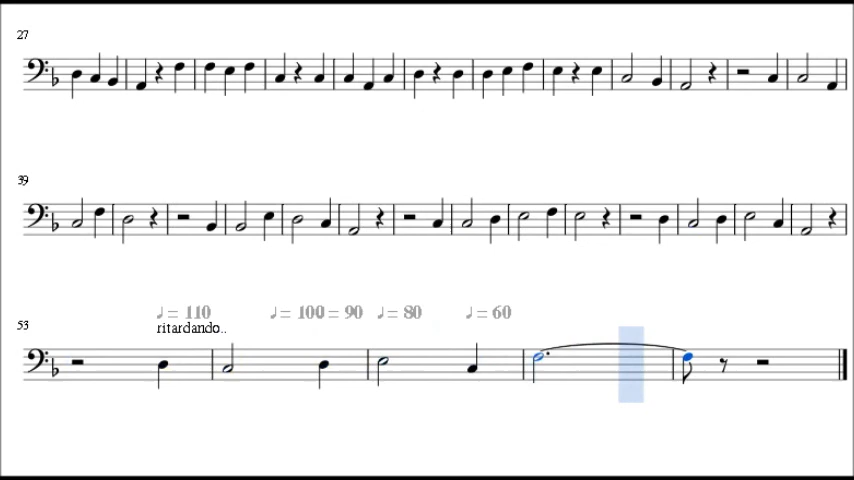 27
39
♩ = 110 ♩ = 100 = 90 ♩ = 80 ♩ = 60
53
ritardando..